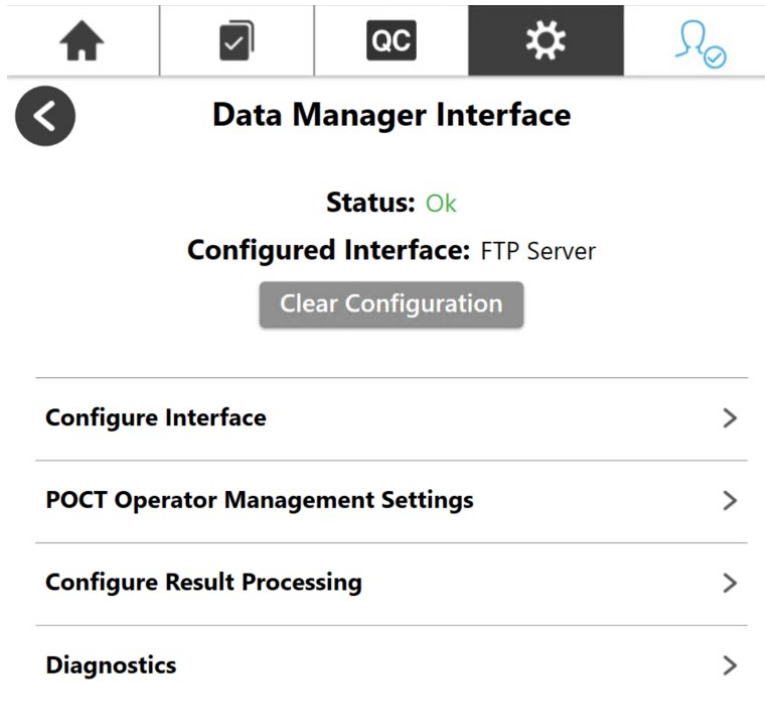 QC
Data Manager Interface
Status: Ok
Configured Interface: FTP Server
Clear Configuration
Configure Interface
POCT Operator Management Settings
Configure Result Processing
Diagnostics